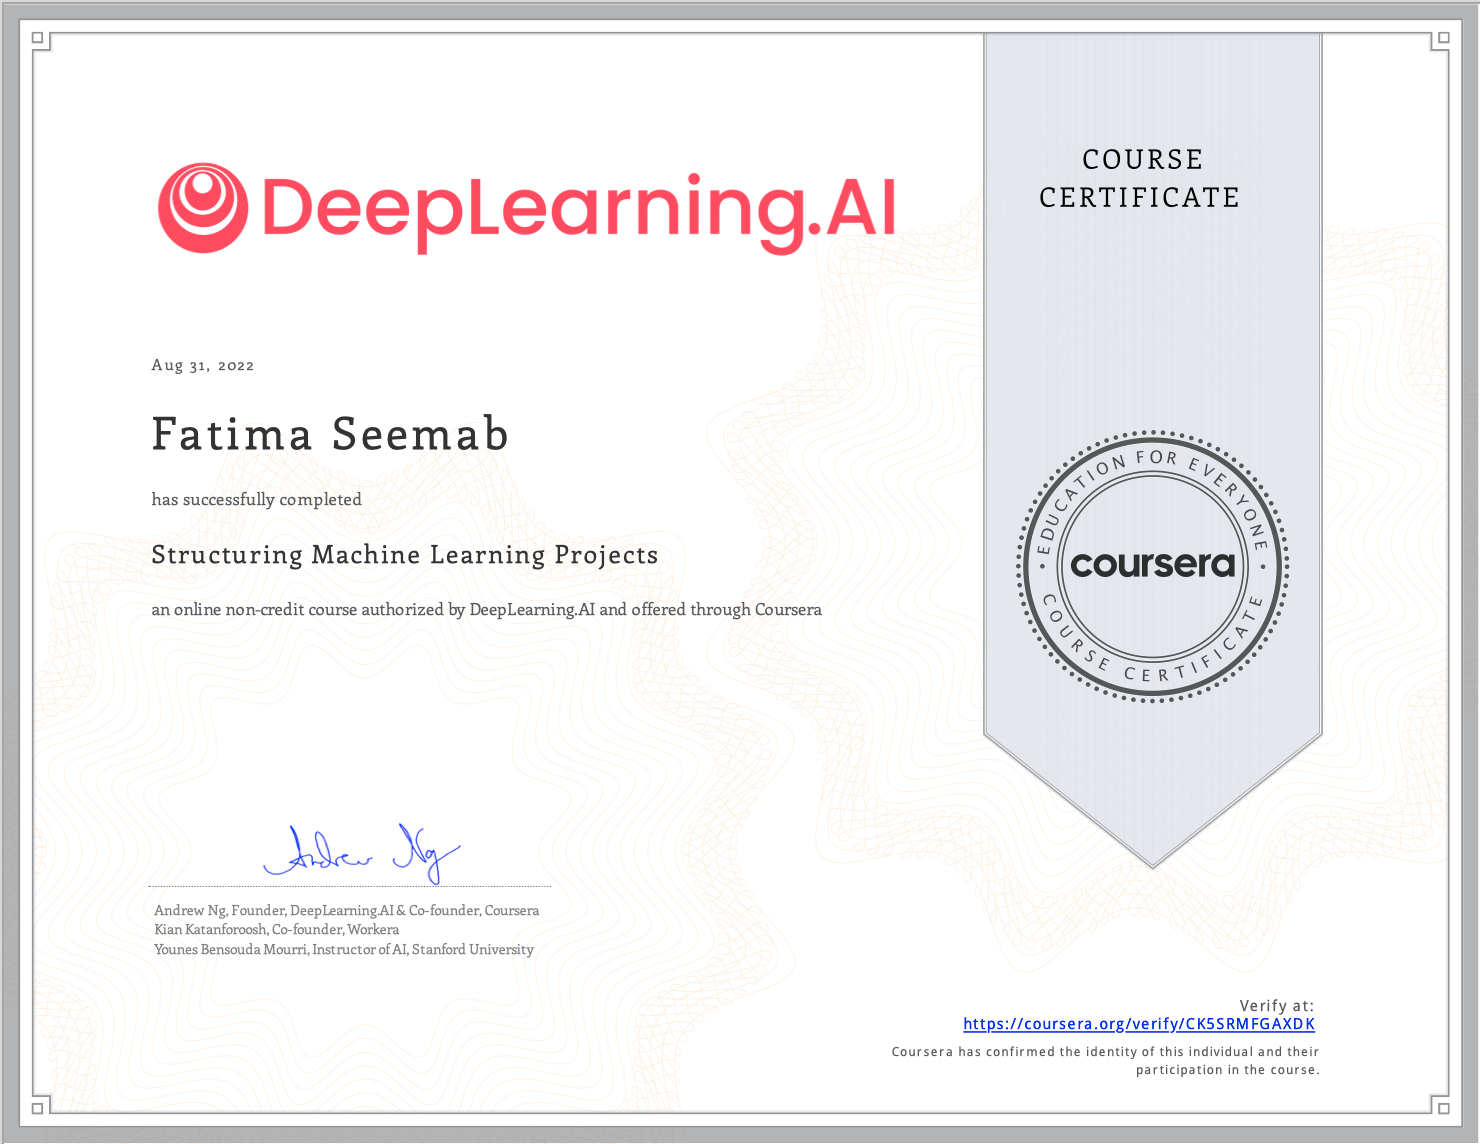 DeepLearning.AI
COURSE
CERTIFICATE
Aug 31, 2022
Fatima Seemab
has successfully completed
Structuring Machine Learning Projects
an online non-credit course authorized by DeepLearning.AI and offered through Coursera
EDUCATION FOR EVERYONE
coursera
COURSE CERTIFICATE
Andrew Ng
Andrew Ng, Founder, DeepLearning.AI & Co-founder, Coursera
Kian Katanforoosh, Co-founder, Workera
Younes Bensouda Mourri, Instructor of AI, Stanford University
Verify at:
https://coursera.org/verify/CK5SRMFGAXDK
Coursera has confirmed the identity of this individual and their
participation in the course.